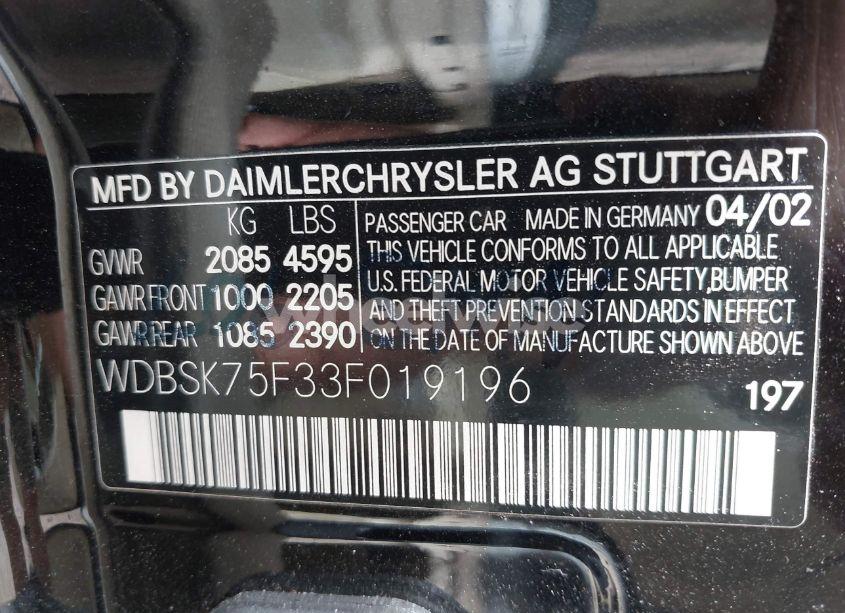 MFD BY DAIMLERCHRYSLER AG STUTTGART
KG LBS
GVWR 2085 4595
GAWR FRONT 1000 2205
GAWR REAR 1085 2390
PASSENGER CAR MADE IN GERMANY 04/02
THIS VEHICLE CONFORMS TO ALL APPLICABLE
U.S. FEDERAL MOTOR VEHICLE SAFETY,BUMPER
AND THEFT PREVENTION STANDARDS IN EFFECT
ON THE DATE OF MANUFACTURE SHOWN ABOVE
WDBSK75F33F019196
197